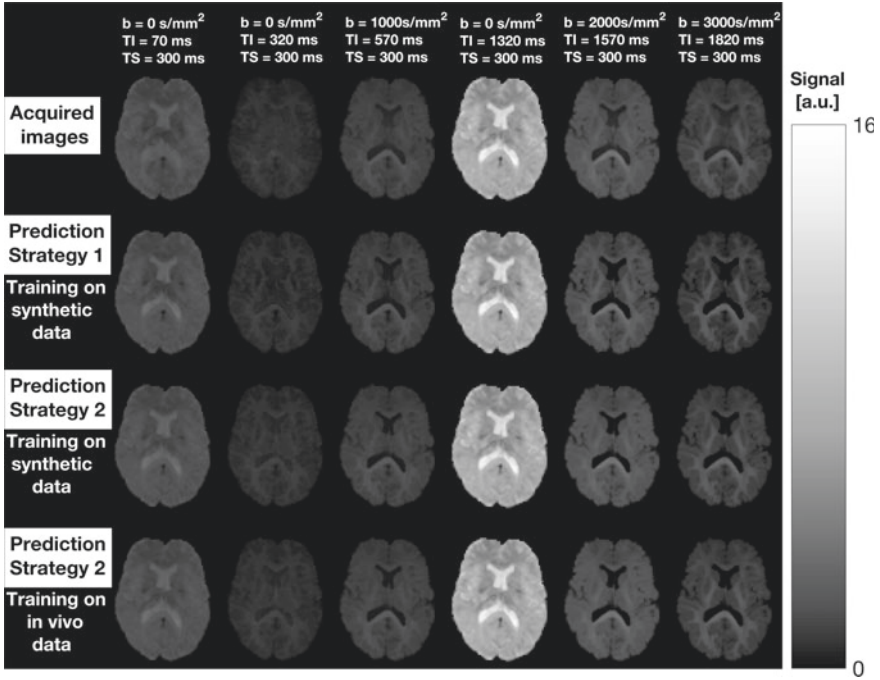 b = 0 s/mm² b = 0 s/mm² b = 1000s/mm² b = 0 s/mm² b = 2000s/mm² b = 3000s/mm²
TI = 70 ms TI = 320 ms TI = 570 ms TI = 1320 ms TI = 1570 ms TI = 1820 ms
TS = 300 ms TS = 300 ms TS = 300 ms TS = 300 ms TS = 300 ms TS = 300 ms
Signal
[a.u.]
16
Acquired
images
Prediction
Strategy 1
Training on
synthetic
data
Prediction
Strategy 2
Training on
synthetic
data
Prediction
Strategy 2
Training on
in vivo
data
0